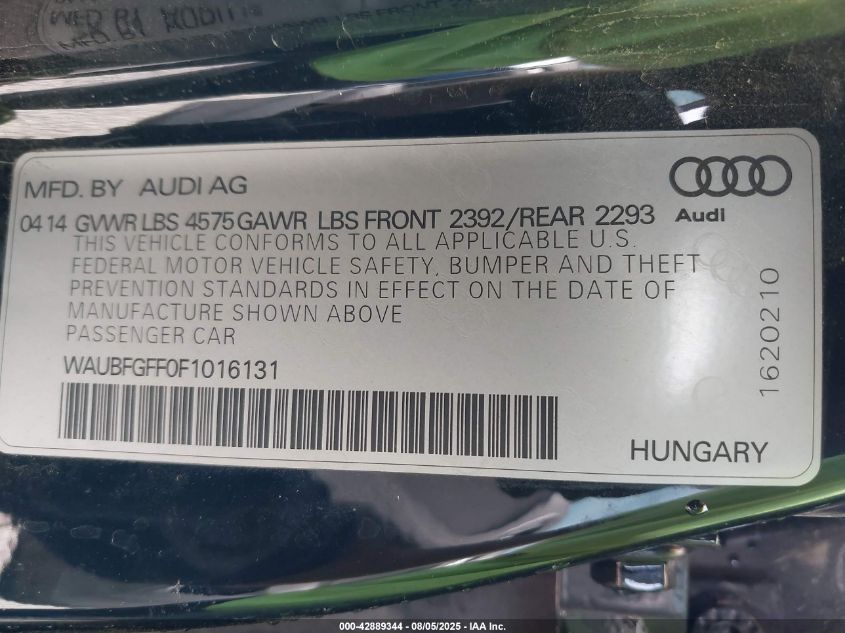 MFD. BY AUDI AG
Audi
04 14 GVWR LBS 4575 GAWR LBS FRONT 2392/REAR 2293
THIS VEHICLE CONFORMS TO ALL APPLICABLE U.S.
FEDERAL MOTOR VEHICLE SAFETY, BUMPER AND THEFT
PREVENTION STANDARDS IN EFFECT ON THE DATE OF
MANUFACTURE SHOWN ABOVE
PASSENGER CAR
WAUBFGFF0F1016131
1620210
HUNGARY
000-42889344 - 08/05/2025 - IAA Inc.